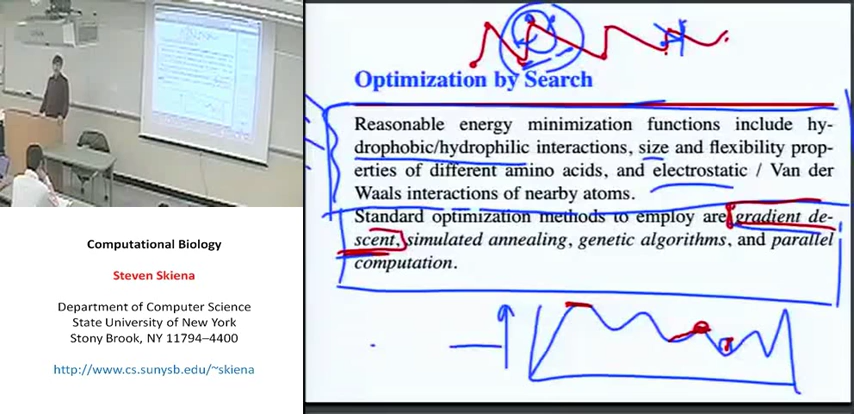 Optimization by Search
Reasonable energy minimization functions include hy-
drophobic/hydrophilic interactions, size and flexibility prop-
erties of different amino acids, and electrostatic / Van der
Waals interactions of nearby atoms.
Standard optimization methods to employ are gradient de-
scent, simulated annealing, genetic algorithms, and parallel
computation.
Computational Biology
Steven Skiena
Department of Computer Science
State University of New York
Stony Brook, NY 11794–4400
http://www.cs.sunysb.edu/~skiena